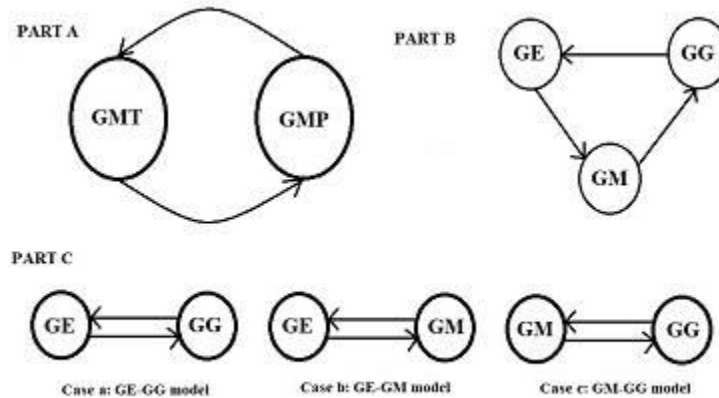 PART A
PART B
GMT
GMP
GE
GG
GM
PART C
GE
GG
GE
GM
GM
GG
Case a: GE-GG model
Case b: GE-GM model
Case c: GM-GG model